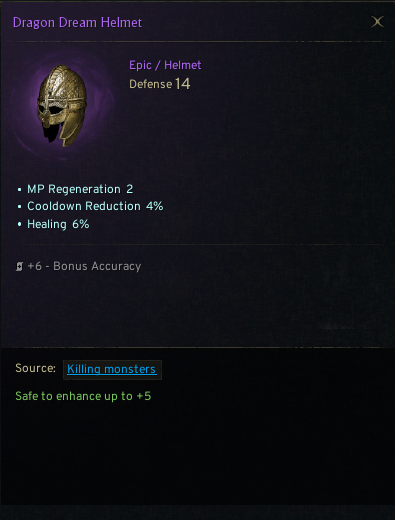 Dragon Dream Helmet
Epic / Helmet
Defense 14
• MP Regeneration 2
• Cooldown Reduction 4%
• Healing 6%
+6 - Bonus Accuracy
Source: Killing monsters
Safe to enhance up to +5